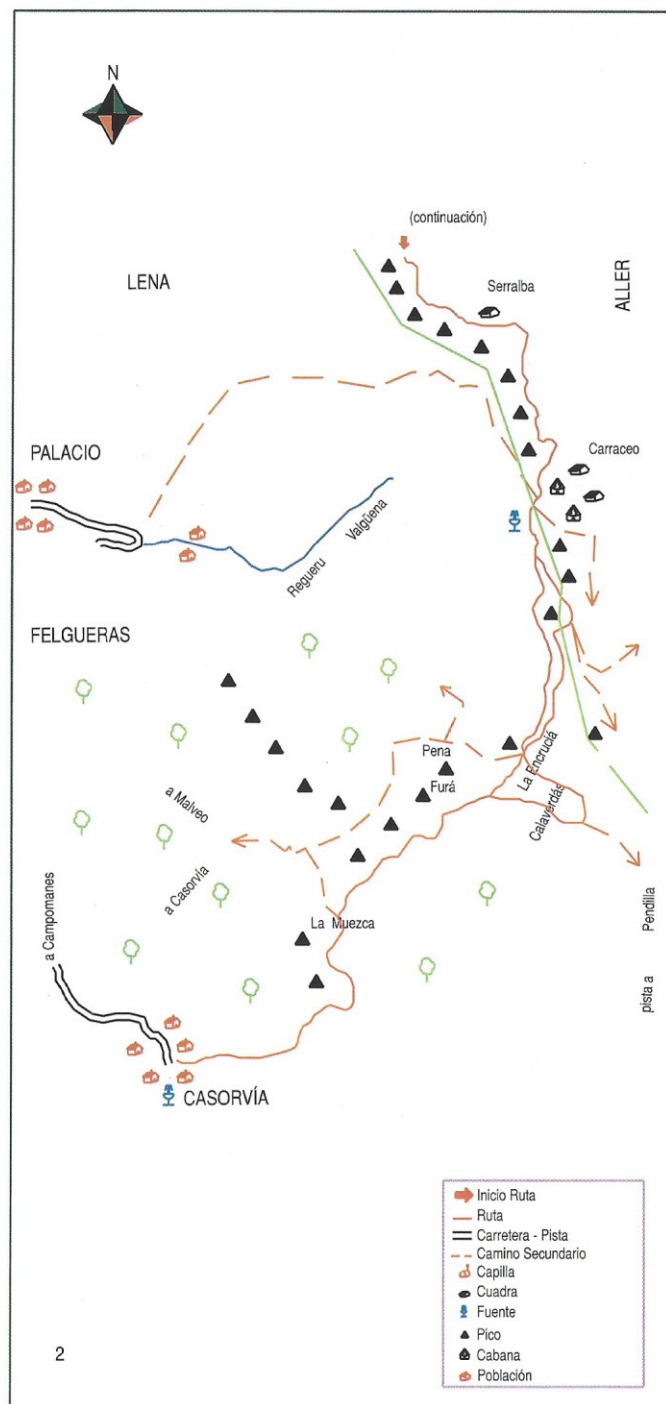 N
(continuación)
LENA
Serralba
ALLER
PALACIO
Carraceo
Regueru Valgüena
FELGUERAS
Pena
Furá
La Encruciá
Calaverdás
a Malveo
a Casorvía
La Muezca
a Campomanes
pista a Pendilla
CASORVÍA
Inicio Ruta
Ruta
Carretera - Pista
Camino Secundario
Capilla
Cuadra
Fuente
Pico
Cabana
Población
2